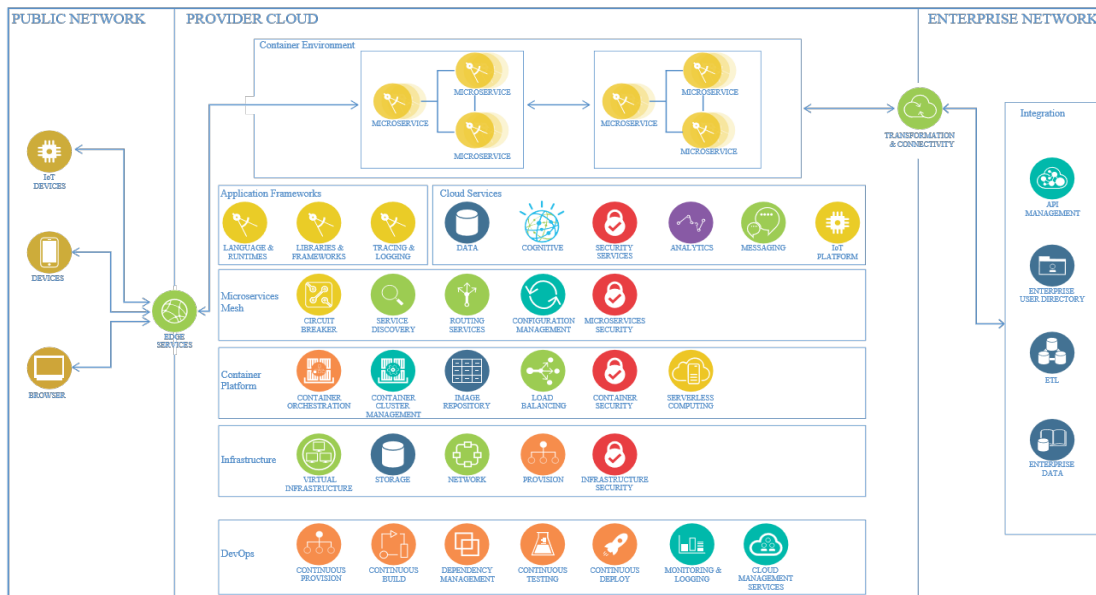 PUBLIC NETWORK
PROVIDER CLOUD
ENTERPRISE NETWORK
Container Environment
MICROSERVICE
MICROSERVICE
MICROSERVICE
MICROSERVICE
MICROSERVICE
MICROSERVICE
TRANSFORMATION
& CONNECTIVITY
Integration
IoT
DEVICES
DEVICES
BROWSER
EDGE
SERVICES
Application Frameworks
LANGUAGE &
RUNTIMES
LIBRARIES &
FRAMEWORKS
TRACING &
LOGGING
Cloud Services
DATA
COGNITIVE
SECURITY
SERVICES
ANALYTICS
MESSAGING
IoT
PLATFORM
Microservices
Mesh
CIRCUIT
BREAKER
SERVICE
DISCOVERY
ROUTING
SERVICES
CONFIGURATION
MANAGEMENT
MICROSERVICES
SECURITY
Container
Platform
CONTAINER
ORCHESTRATION
CONTAINER
CLUSTER
MANAGEMENT
IMAGE
REPOSITORY
LOAD
BALANCING
CONTAINER
SECURITY
SERVERLESS
COMPUTING
Infrastructure
VIRTUAL
INFRASTRUCTURE
STORAGE
NETWORK
PROVISION
INFRASTRUCTURE
SECURITY
DevOps
CONTINUOUS
PROVISION
CONTINUOUS
BUILD
DEPENDENCY
MANAGEMENT
CONTINUOUS
TESTING
CONTINUOUS
DEPLOY
MONITORING &
LOGGING
CLOUD
MANAGEMENT
SERVICES
API
MANAGEMENT
ENTERPRISE
USER DIRECTORY
ETL
ENTERPRISE
DATA